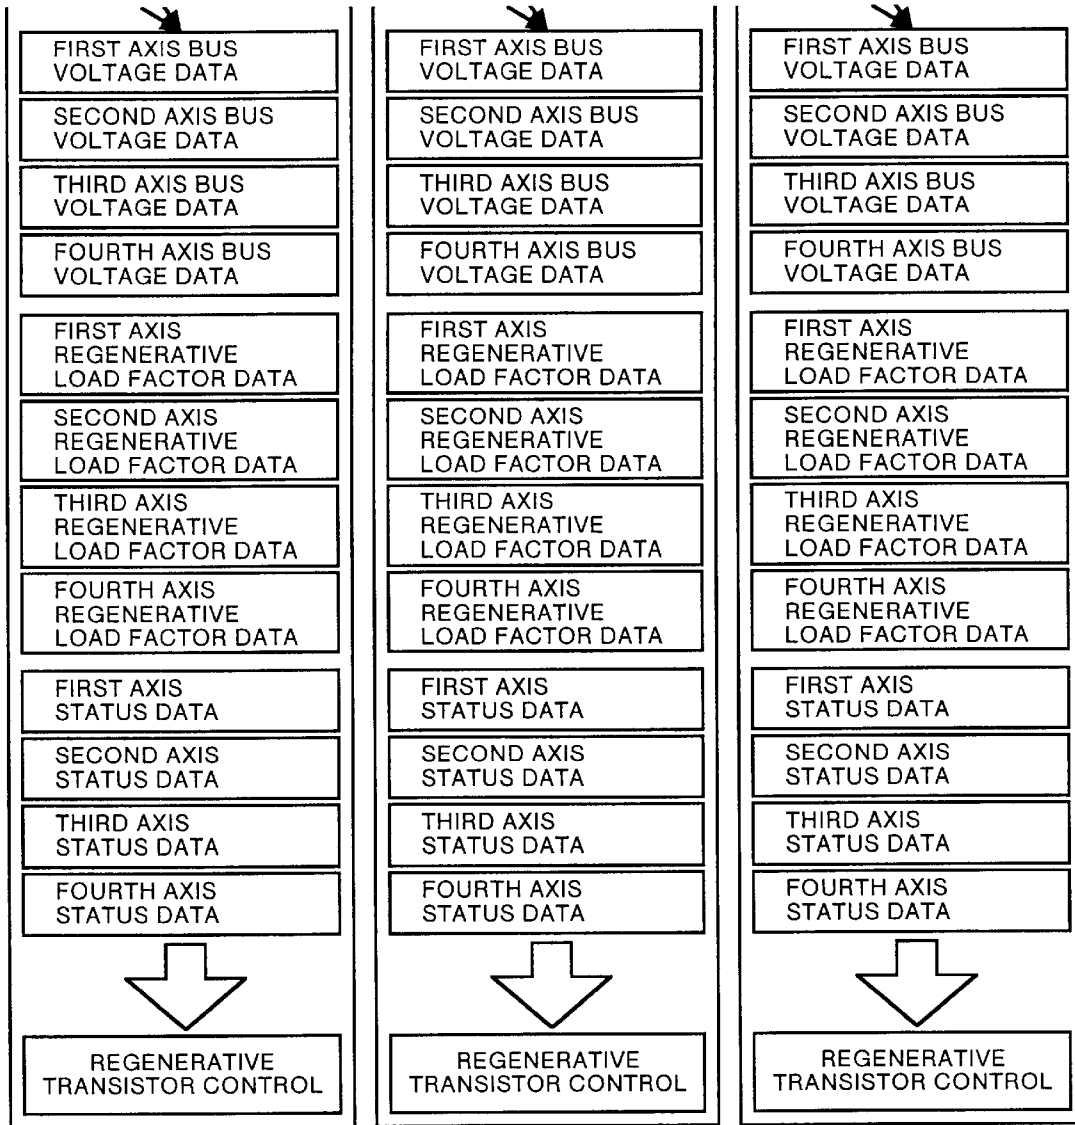 FIRST AXIS BUS
VOLTAGE DATA
SECOND AXIS BUS
VOLTAGE DATA
THIRD AXIS BUS
VOLTAGE DATA
FOURTH AXIS BUS
VOLTAGE DATA
FIRST AXIS
REGENERATIVE
LOAD FACTOR DATA
SECOND AXIS
REGENERATIVE
LOAD FACTOR DATA
THIRD AXIS
REGENERATIVE
LOAD FACTOR DATA
FOURTH AXIS
REGENERATIVE
LOAD FACTOR DATA
FIRST AXIS
STATUS DATA
SECOND AXIS
STATUS DATA
THIRD AXIS
STATUS DATA
FOURTH AXIS
STATUS DATA
REGENERATIVE
TRANSISTOR CONTROL
FIRST AXIS BUS
VOLTAGE DATA
SECOND AXIS BUS
VOLTAGE DATA
THIRD AXIS BUS
VOLTAGE DATA
FOURTH AXIS BUS
VOLTAGE DATA
FIRST AXIS
REGENERATIVE
LOAD FACTOR DATA
SECOND AXIS
REGENERATIVE
LOAD FACTOR DATA
THIRD AXIS
REGENERATIVE
LOAD FACTOR DATA
FOURTH AXIS
REGENERATIVE
LOAD FACTOR DATA
FIRST AXIS
STATUS DATA
SECOND AXIS
STATUS DATA
THIRD AXIS
STATUS DATA
FOURTH AXIS
STATUS DATA
REGENERATIVE
TRANSISTOR CONTROL
FIRST AXIS BUS
VOLTAGE DATA
SECOND AXIS BUS
VOLTAGE DATA
THIRD AXIS BUS
VOLTAGE DATA
FOURTH AXIS BUS
VOLTAGE DATA
FIRST AXIS
REGENERATIVE
LOAD FACTOR DATA
SECOND AXIS
REGENERATIVE
LOAD FACTOR DATA
THIRD AXIS
REGENERATIVE
LOAD FACTOR DATA
FOURTH AXIS
REGENERATIVE
LOAD FACTOR DATA
FIRST AXIS
STATUS DATA
SECOND AXIS
STATUS DATA
THIRD AXIS
STATUS DATA
FOURTH AXIS
STATUS DATA
REGENERATIVE
TRANSISTOR CONTROL